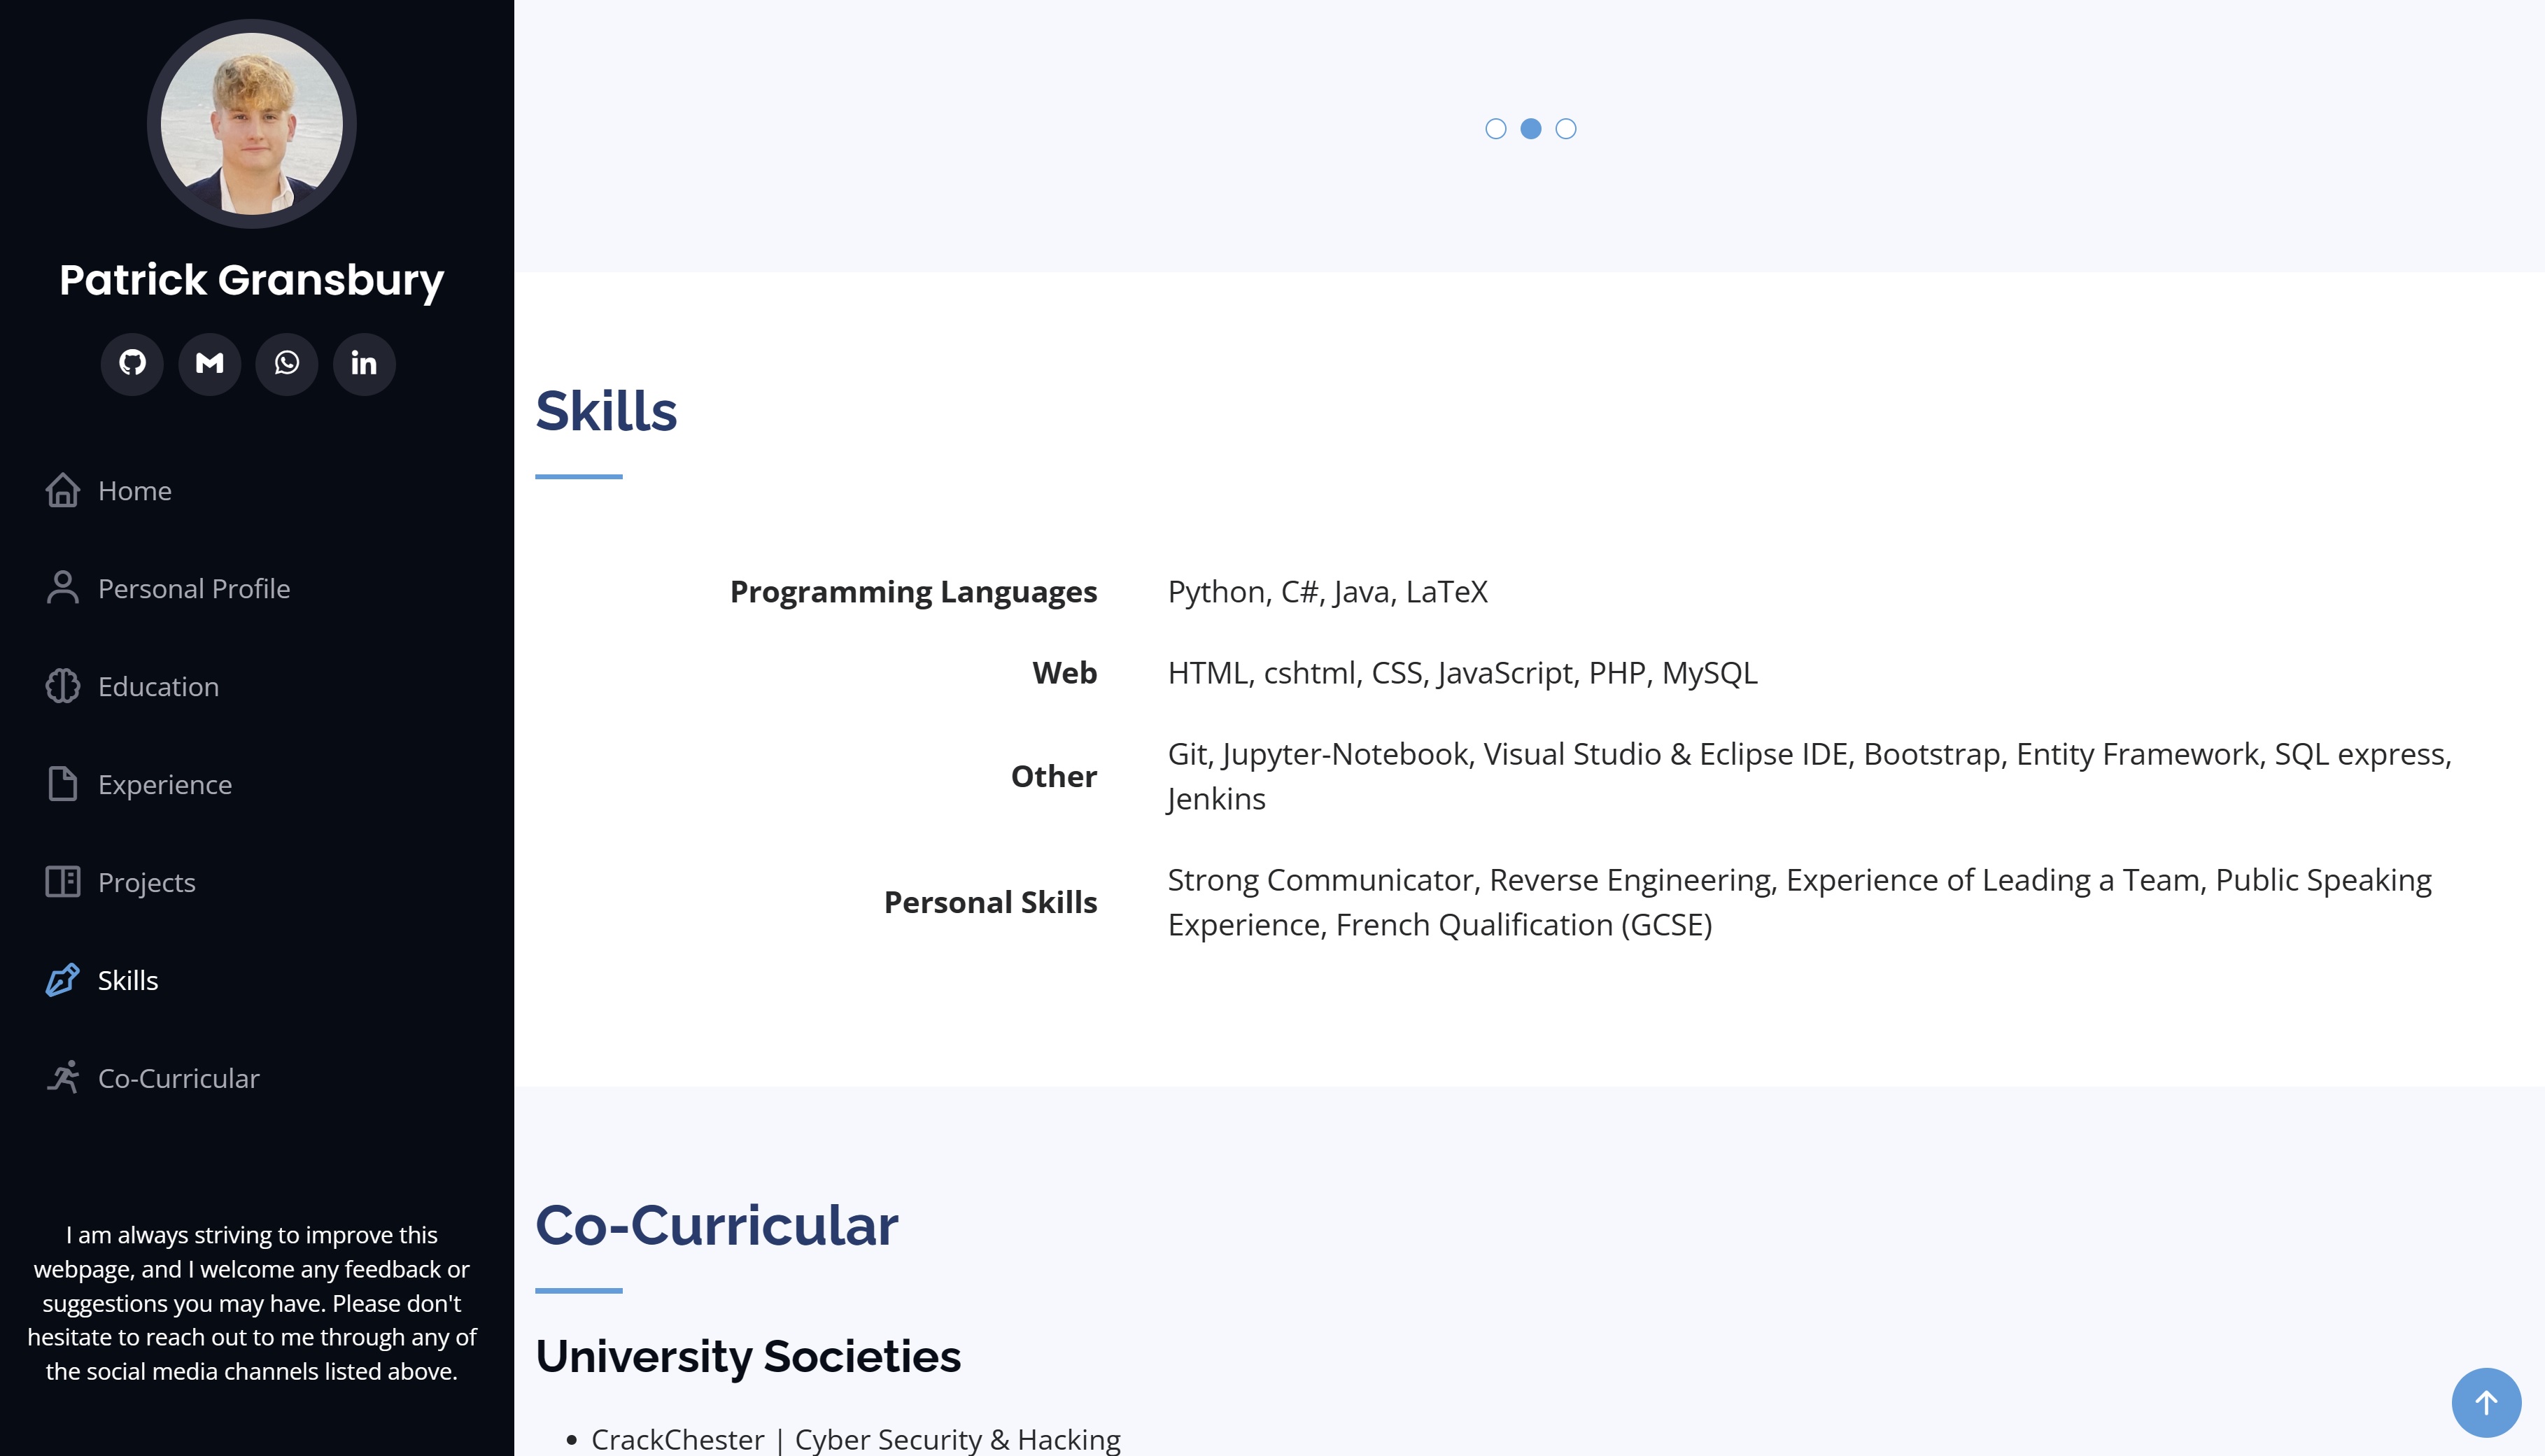 Patrick Gransbury
Home
Personal Profile
Education
Experience
Projects
Skills
Co-Curricular
I am always striving to improve this
webpage, and I welcome any feedback or
suggestions you may have. Please don't
hesitate to reach out to me through any of
the social media channels listed above.
Skills
Programming Languages
Python, C#, Java, LaTeX
Web
HTML, cshtml, CSS, JavaScript, PHP, MySQL
Other
Git, Jupyter-Notebook, Visual Studio & Eclipse IDE, Bootstrap, Entity Framework, SQL express,
Jenkins
Personal Skills
Strong Communicator, Reverse Engineering, Experience of Leading a Team, Public Speaking
Experience, French Qualification (GCSE)
Co-Curricular
University Societies
CrackChester | Cyber Security & Hacking